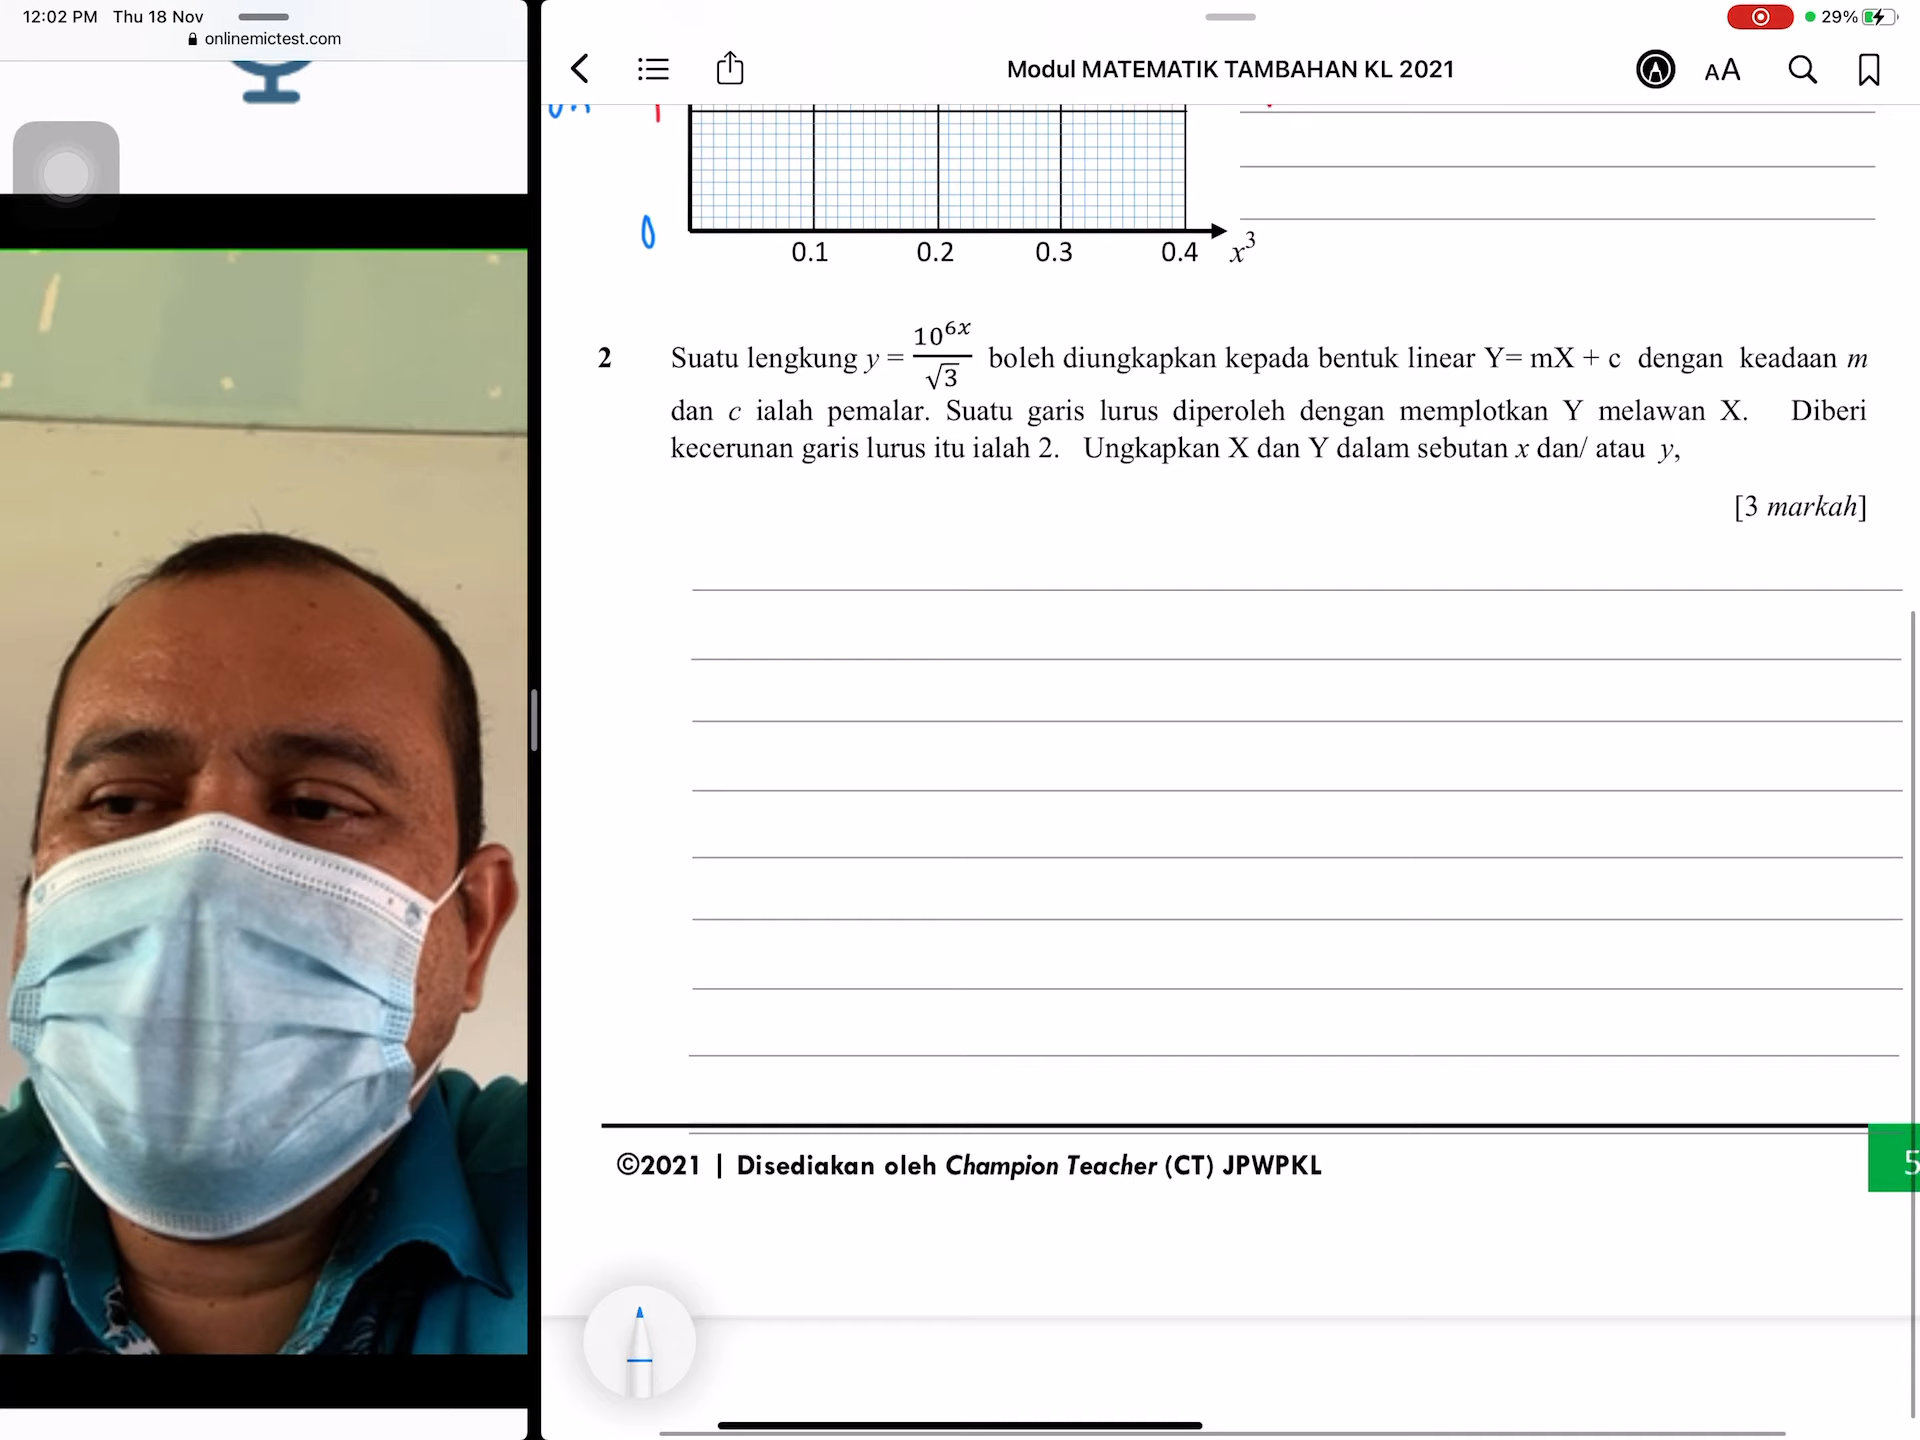 12:02 PM Thu 18 Nov
onlinemictest.com
29%
Modul MATEMATIK TAMBAHAN KL 2021
AA
0
0.1 0.2 0.3 0.4 x³
2 Suatu lengkung y = 10^{6x}/√3 boleh diungkapkan kepada bentuk linear Y= mX + c dengan keadaan m
dan c ialah pemalar. Suatu garis lurus diperoleh dengan memplotkan Y melawan X. Diberi
kecerunan garis lurus itu ialah 2. Ungkapkan X dan Y dalam sebutan x dan/ atau y,
[3 markah]
©2021 | Disediakan oleh Champion Teacher (CT) JPWPKL
5